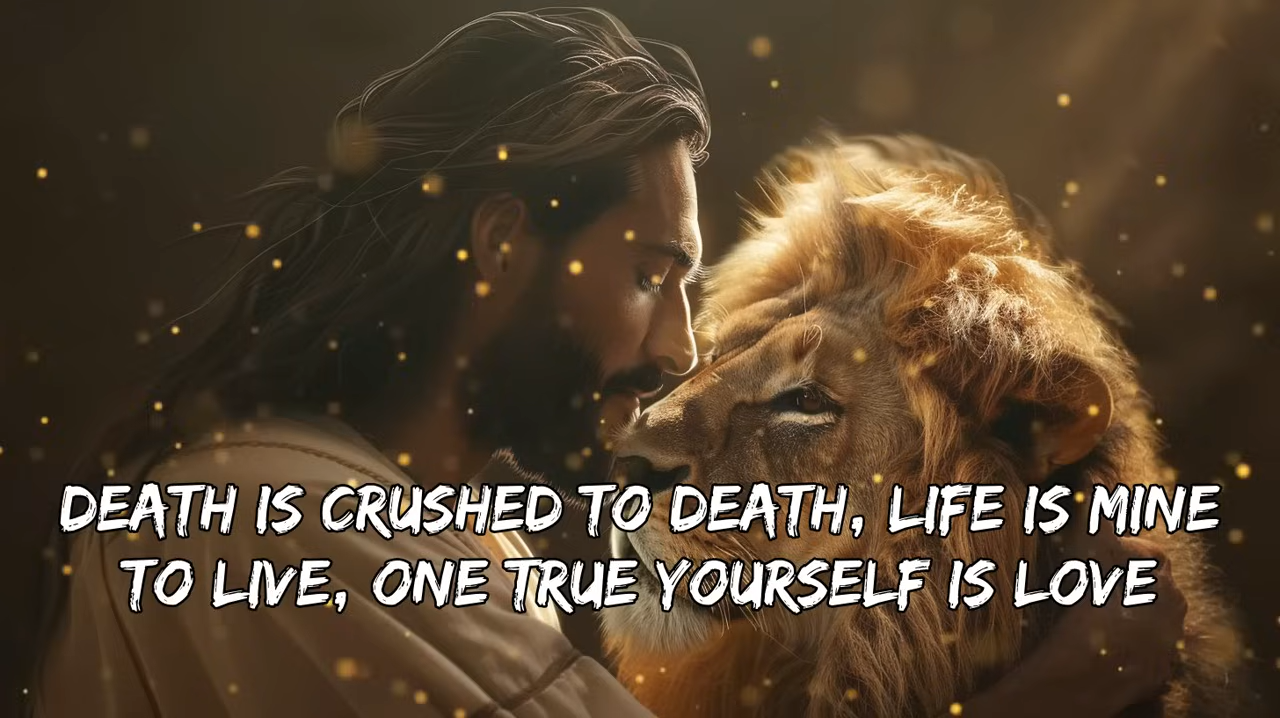 DEATH IS CRUSHED TO DEATH, LIFE IS MINE
TO LIVE, ONE TRUE YOURSELF IS LOVE